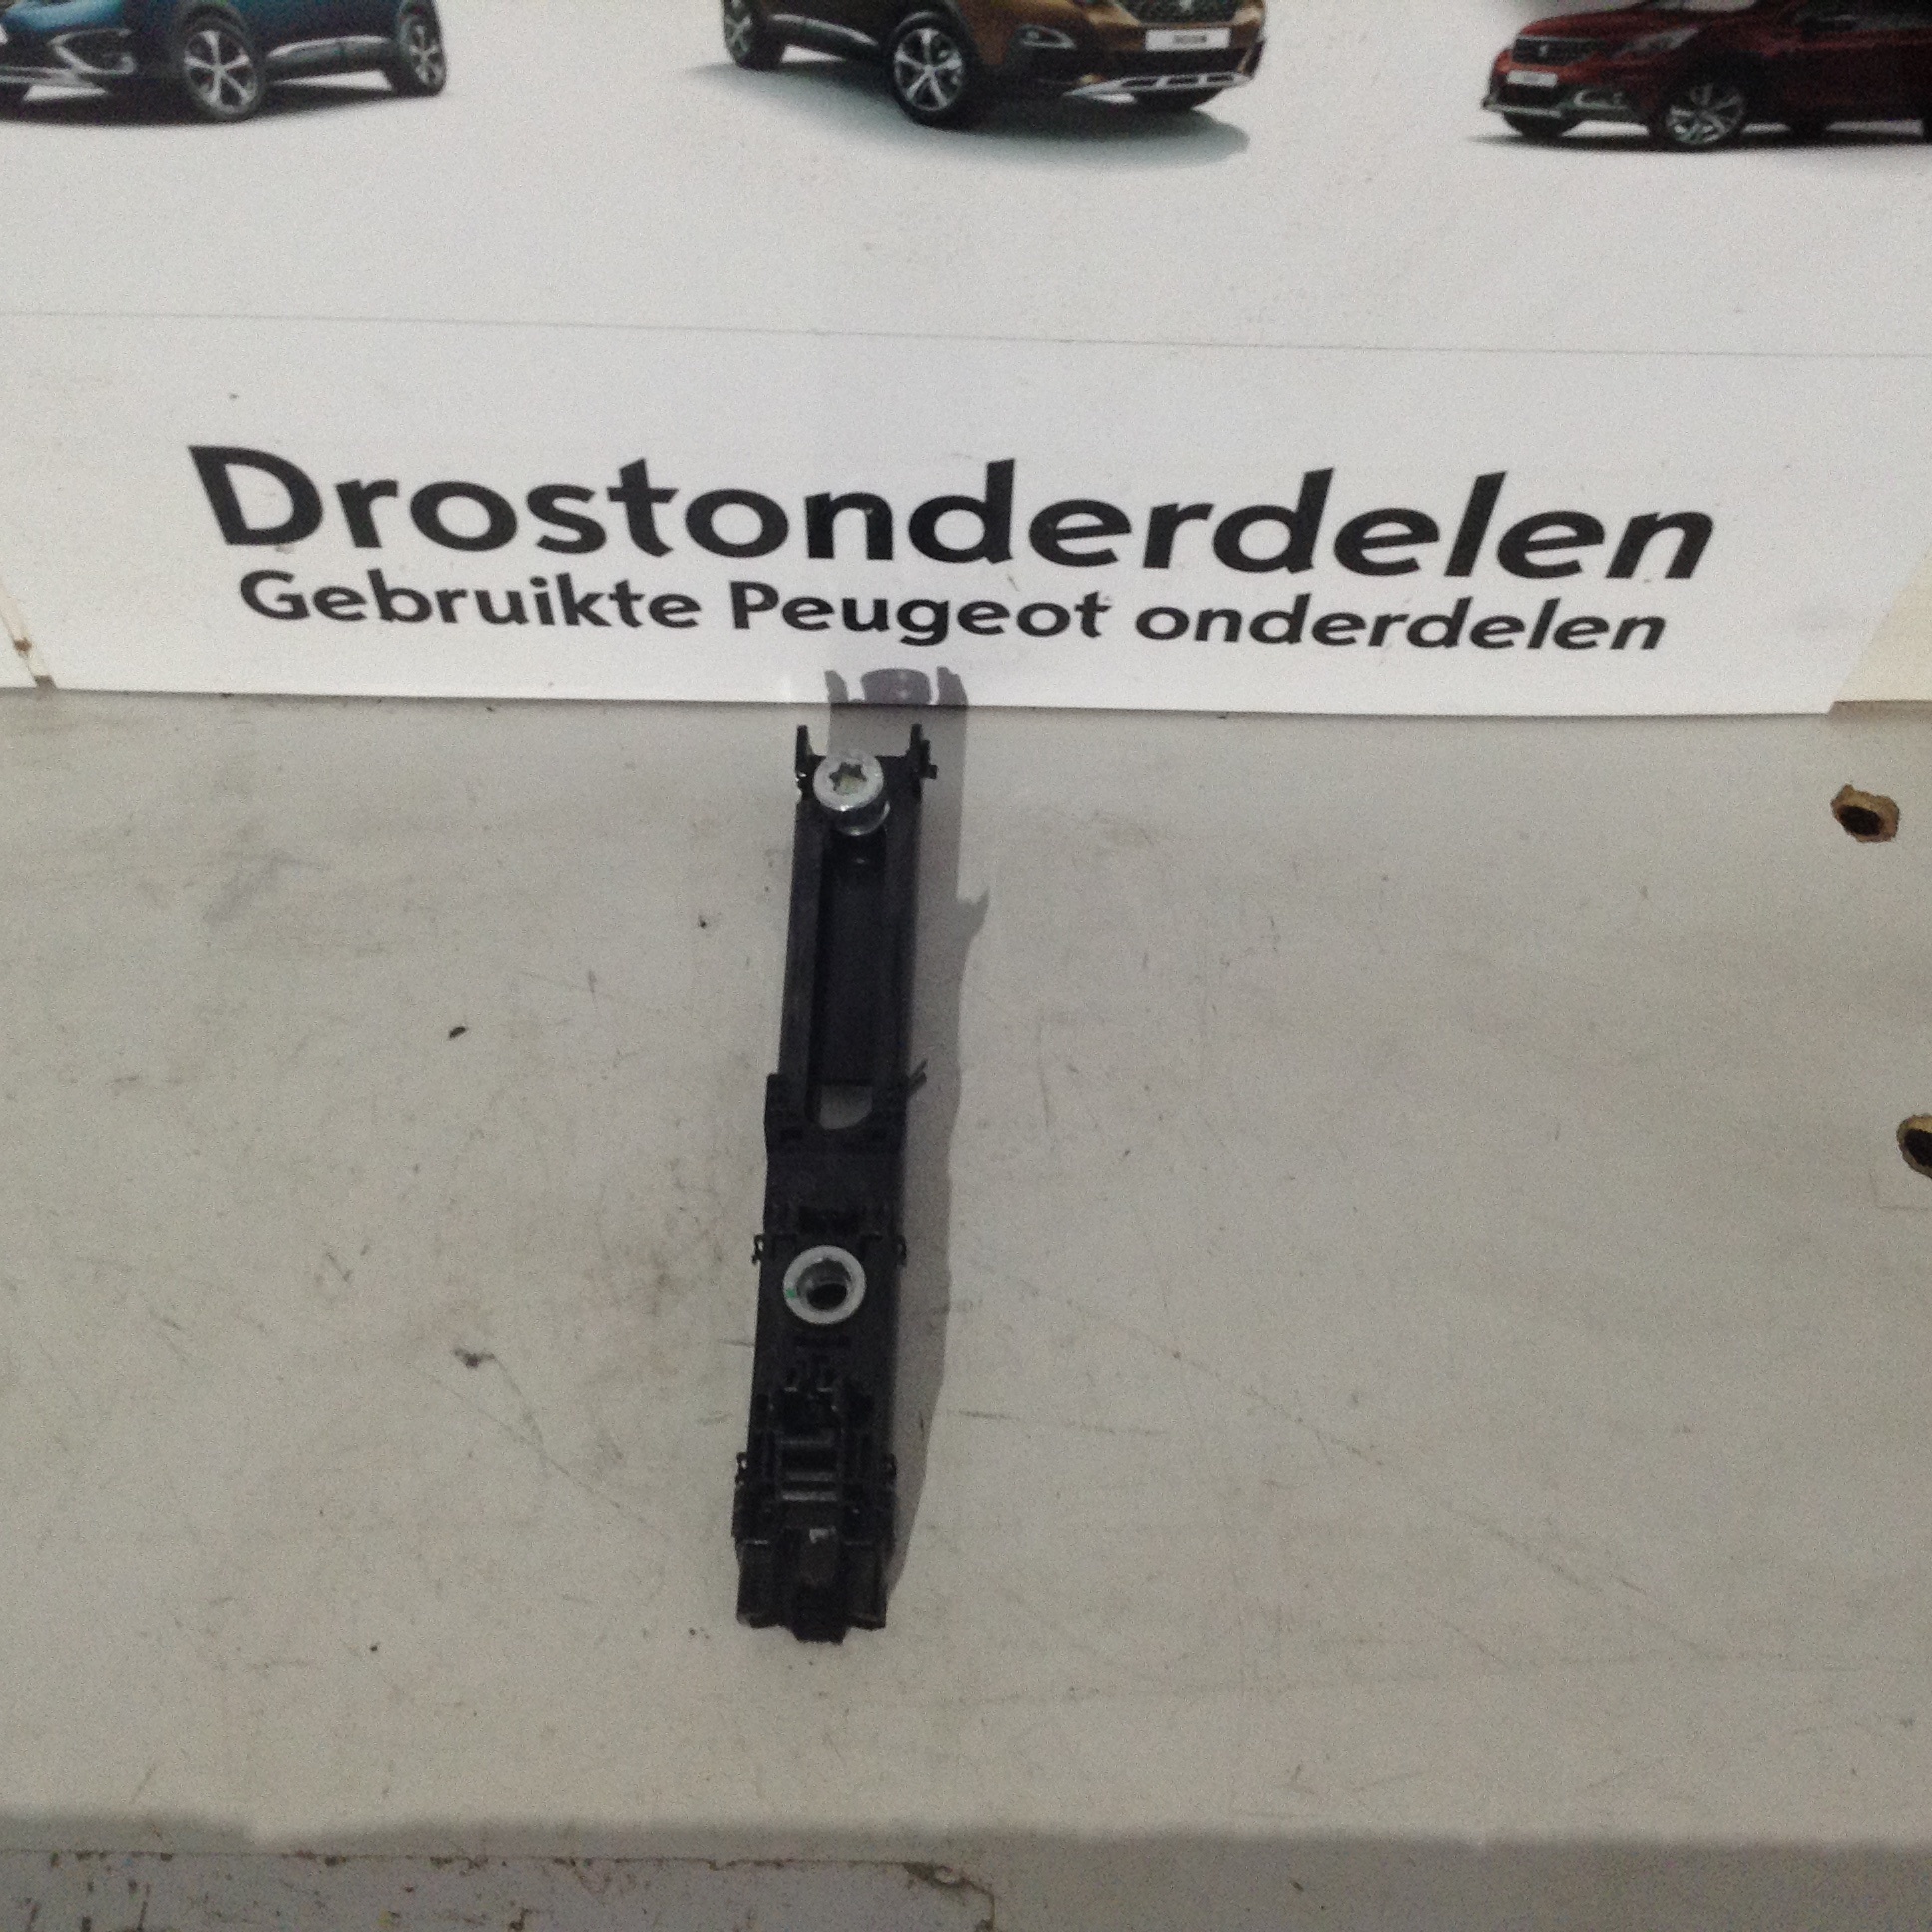 Drostonderdelen
Gebruikte Peugeot onderdelen